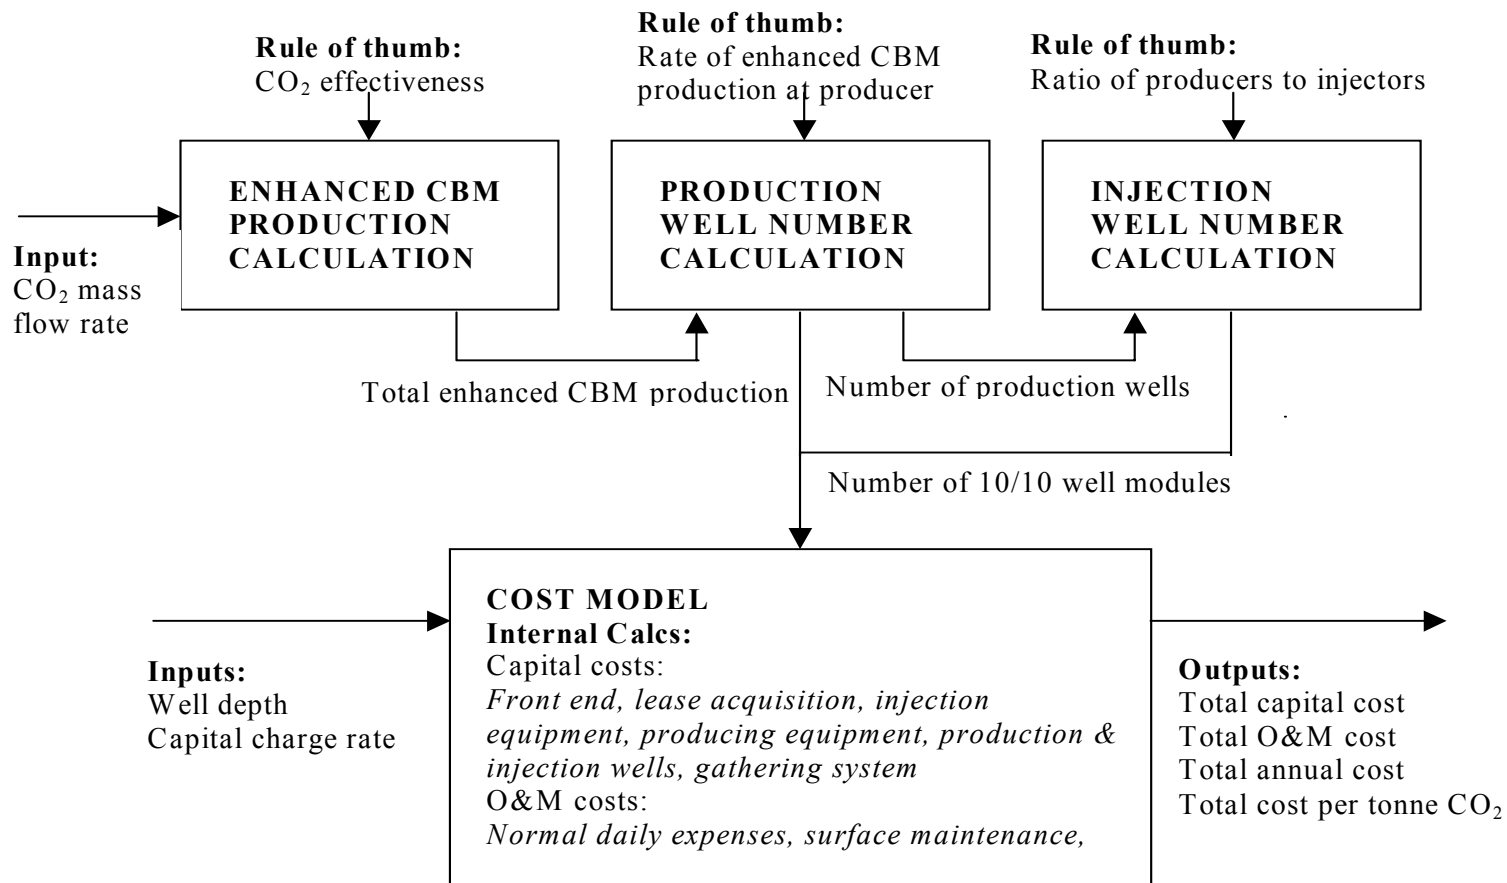 Rule of thumb:
CO₂ effectiveness
Rule of thumb:
Rate of enhanced CBM
production at producer
Rule of thumb:
Ratio of producers to injectors
ENHANCED CBM
PRODUCTION
CALCULATION
PRODUCTION
WELL NUMBER
CALCULATION
INJECTION
WELL NUMBER
CALCULATION
Input:
CO₂ mass
flow rate
Total enhanced CBM production
Number of production wells
Number of 10/10 well modules
Inputs:
Well depth
Capital charge rate
COST MODEL
Internal Calcs:
Capital costs:
Front end, lease acquisition, injection
equipment, producing equipment, production &
injection wells, gathering system
O&M costs:
Normal daily expenses, surface maintenance,
Outputs:
Total capital cost
Total O&M cost
Total annual cost
Total cost per tonne CO₂